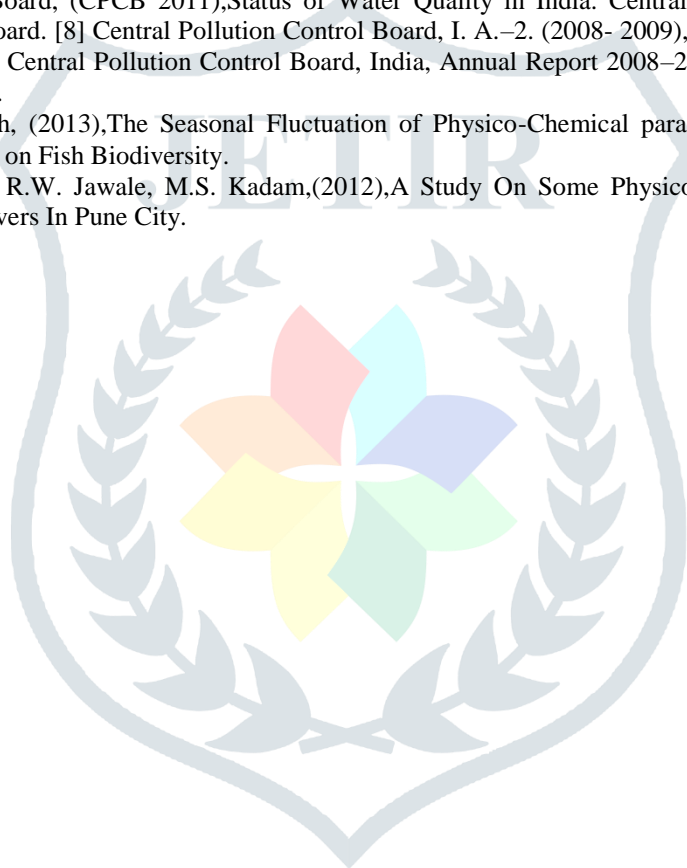 Board, (CPCB 2011),Status of Water Quality in India. Central
oard. [8] Central Pollution Control Board, I. A.–2. (2008- 2009),
Central Pollution Control Board, India, Annual Report 2008–2
.
h, (2013),The Seasonal Fluctuation of Physico-Chemical para
on Fish Biodiversity.
R.W. Jawale, M.S. Kadam,(2012),A Study On Some Physico
vers In Pune City.
JETIR